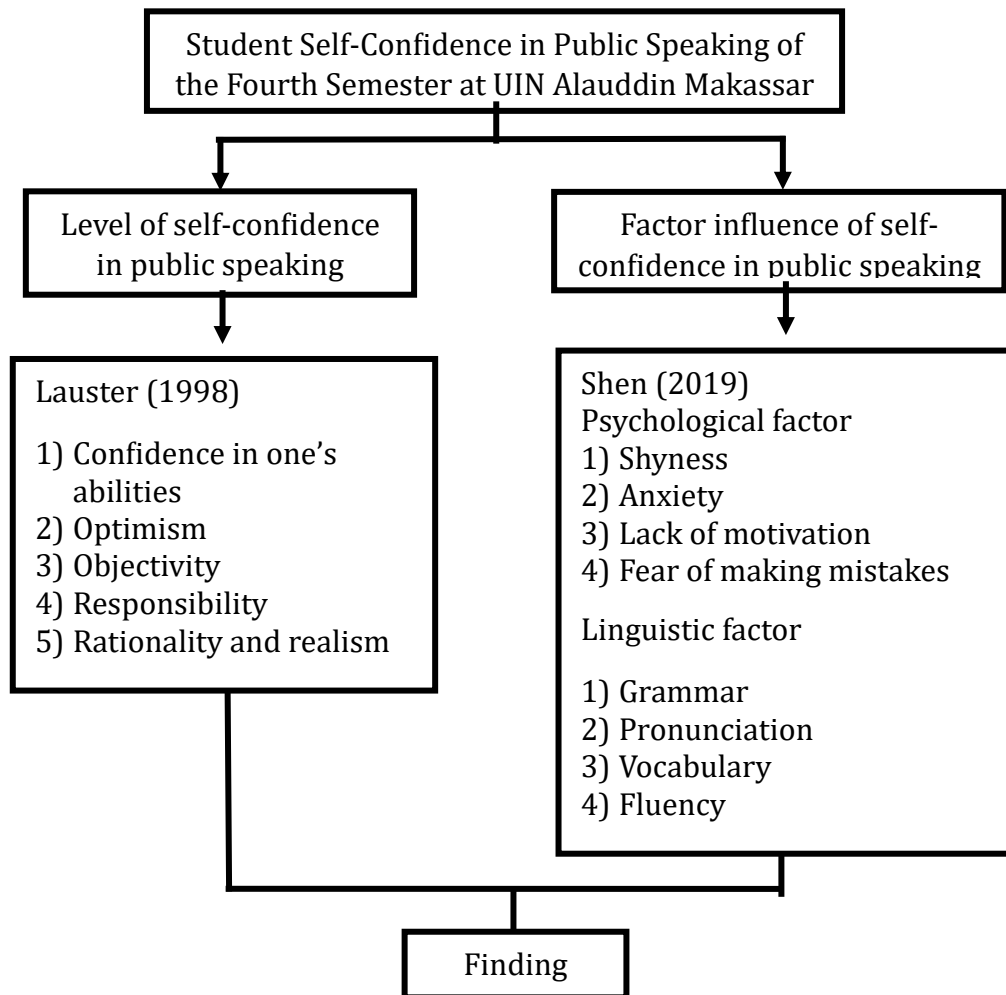 Student Self-Confidence in Public Speaking of
the Fourth Semester at UIN Alauddin Makassar
Level of self-confidence
in public speaking
Factor influence of self-
confidence in public speaking
Lauster (1998)
1) Confidence in one’s
abilities
2) Optimism
3) Objectivity
4) Responsibility
5) Rationality and realism
Shen (2019)
Psychological factor
1) Shyness
2) Anxiety
3) Lack of motivation
4) Fear of making mistakes
Linguistic factor
1) Grammar
2) Pronunciation
3) Vocabulary
4) Fluency
Finding